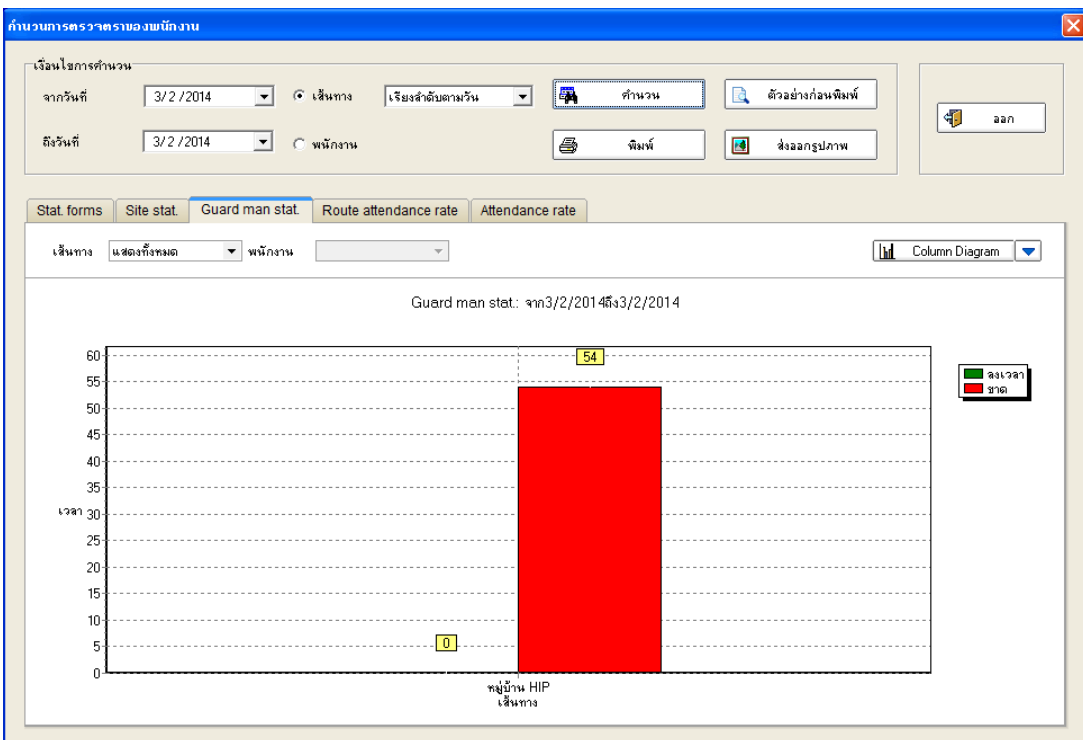 คำนวนการตรวจตราของพนักงาน
เงื่อนไขการคำนวน
จากวันที่ 3/ 2 /2014 เส้นทาง เรียงลำดับตามวัน คำนวน ตัวอย่างก่อนพิมพ์
ออก
ถึงวันที่ 3/ 2 /2014 พนักงาน พิมพ์ ส่งออกรูปภาพ
Stat. forms Site stat. Guard man stat. Route attendance rate Attendance rate
เส้นทาง แสดงทั้งหมด พนักงาน Column Diagram
Guard man stat.: จาก3/2/2014ถึง3/2/2014
60
54
ลงเวลา
ขาด
55
50
45
40
35
เวลา 30
25
20
15
10
5
0
0
หมู่บ้าน HIP
เส้นทาง